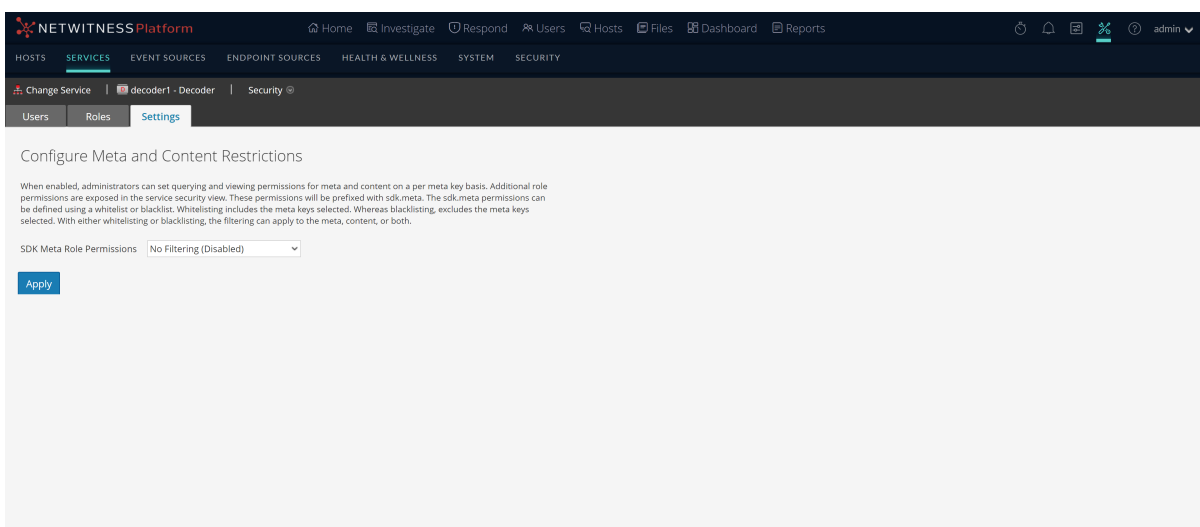 NETWITNESS Platform Home Investigate Respond Users Hosts Files Dashboard Reports admin
HOSTS SERVICES EVENT SOURCES ENDPOINT SOURCES HEALTH & WELLNESS SYSTEM SECURITY
Change Service | decoder1 - Decoder | Security
Users Roles Settings
Configure Meta and Content Restrictions
When enabled, administrators can set querying and viewing permissions for meta and content on a per meta key basis. Additional role
permissions are exposed in the service security view. These permissions will be prefixed with sdk.meta. The sdk.meta permissions can
be defined using a whitelist or blacklist. Whitelisting includes the meta keys selected. Whereas blacklisting, excludes the meta keys
selected. With either whitelisting or blacklisting, the filtering can apply to the meta, content, or both.
SDK Meta Role Permissions No Filtering (Disabled)
Apply